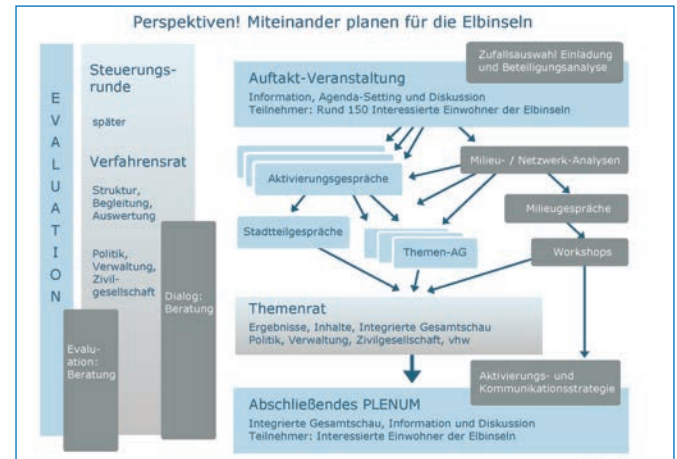 Perspektiven! Miteinander planen für die Elbinseln
EVALUATION
Steuerungs-
runde
später
Verfahrensrat
Struktur,
Begleitung,
Auswertung
Politik,
Verwaltung,
Zivil-
gesellschaft
Evalu-
ation:
Beratung
Dialog:
Beratung
Zufallsauswahl Einladung
und Beteiligungsanalyse
Auftakt-Veranstaltung
Information, Agenda-Setting und Diskussion
Teilnehmer: Rund 150 Interessierte Einwohner der Elbinseln
Milieu- / Netzwerk-Analysen
Aktivierungsgespräche
Milieugespräche
Stadtteilgespräche
Themen-AG
Workshops
Themenrat
Ergebnisse, Inhalte, Integrierte Gesamtschau
Politik, Verwaltung, Zivilgesellschaft, vhw
Aktivierungs- und
Kommunikationsstrategie
Abschließendes PLENUM
Integrierte Gesamtschau, Information und Diskussion
Teilnehmer: Interessierte Einwohner der Elbinseln